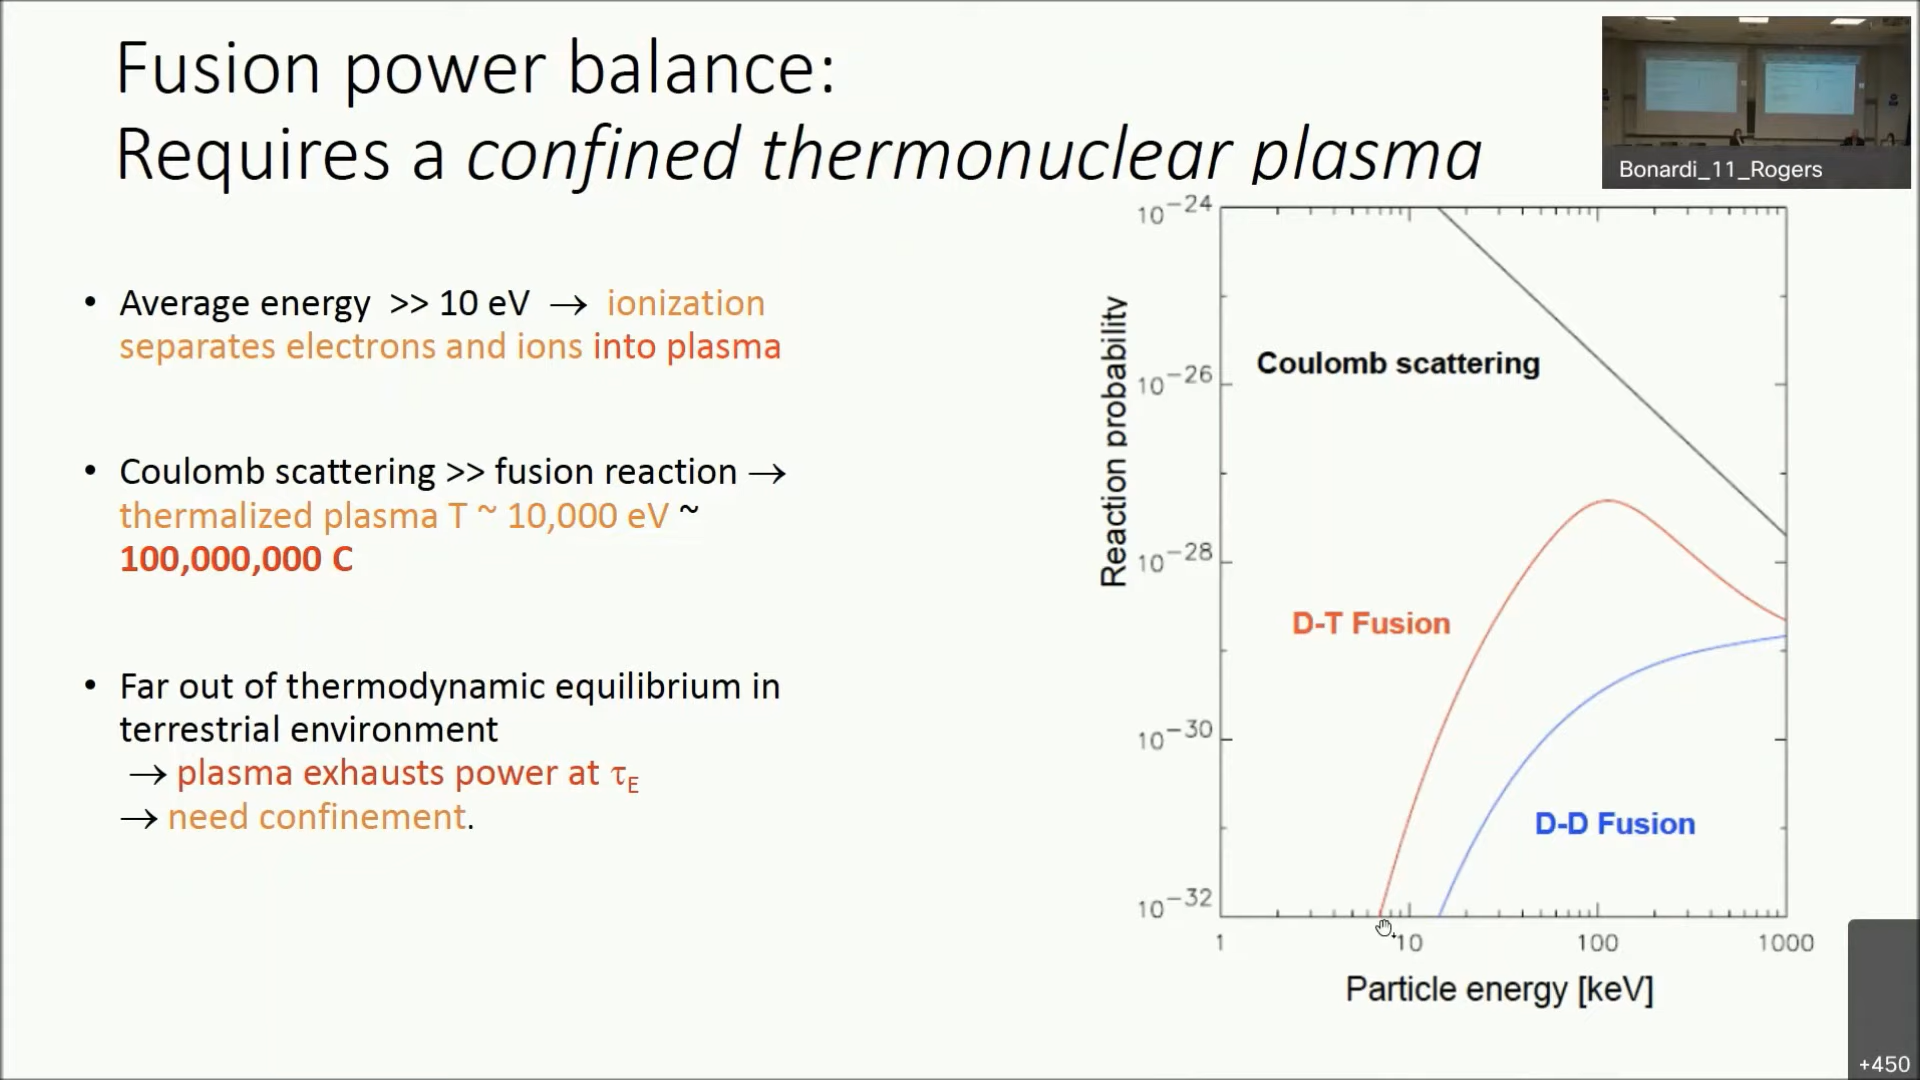 Fusion power balance:
Requires a confined thermonuclear plasma
Bonardi_11_Rogers
• Average energy >> 10 eV → ionization
separates electrons and ions into plasma
• Coulomb scattering >> fusion reaction →
thermalized plasma T ~ 10,000 eV ~
100,000,000 C
• Far out of thermodynamic equilibrium in
terrestrial environment
→ plasma exhausts power at τE
→ need confinement.
Reaction probability
10−24
10−26
10−28
10−30
10−32
Coulomb scattering
D-T Fusion
D-D Fusion
1 10 100 1000
Particle energy [keV]
+450